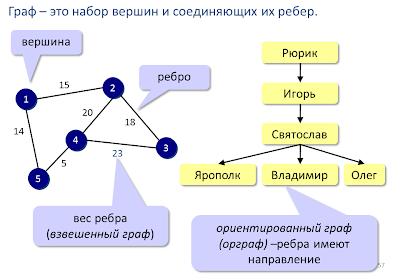 Граф – это набор вершин и соединяющих их ребер.
вершина
15
2
ребро
1
20
18
14
4
3
23
5
5
вес ребра
(взвешенный граф)
Рюрик
Игорь
Святослав
Ярополк Владимир Олег
ориентированный граф
(орграф) –ребра имеют
направление
57